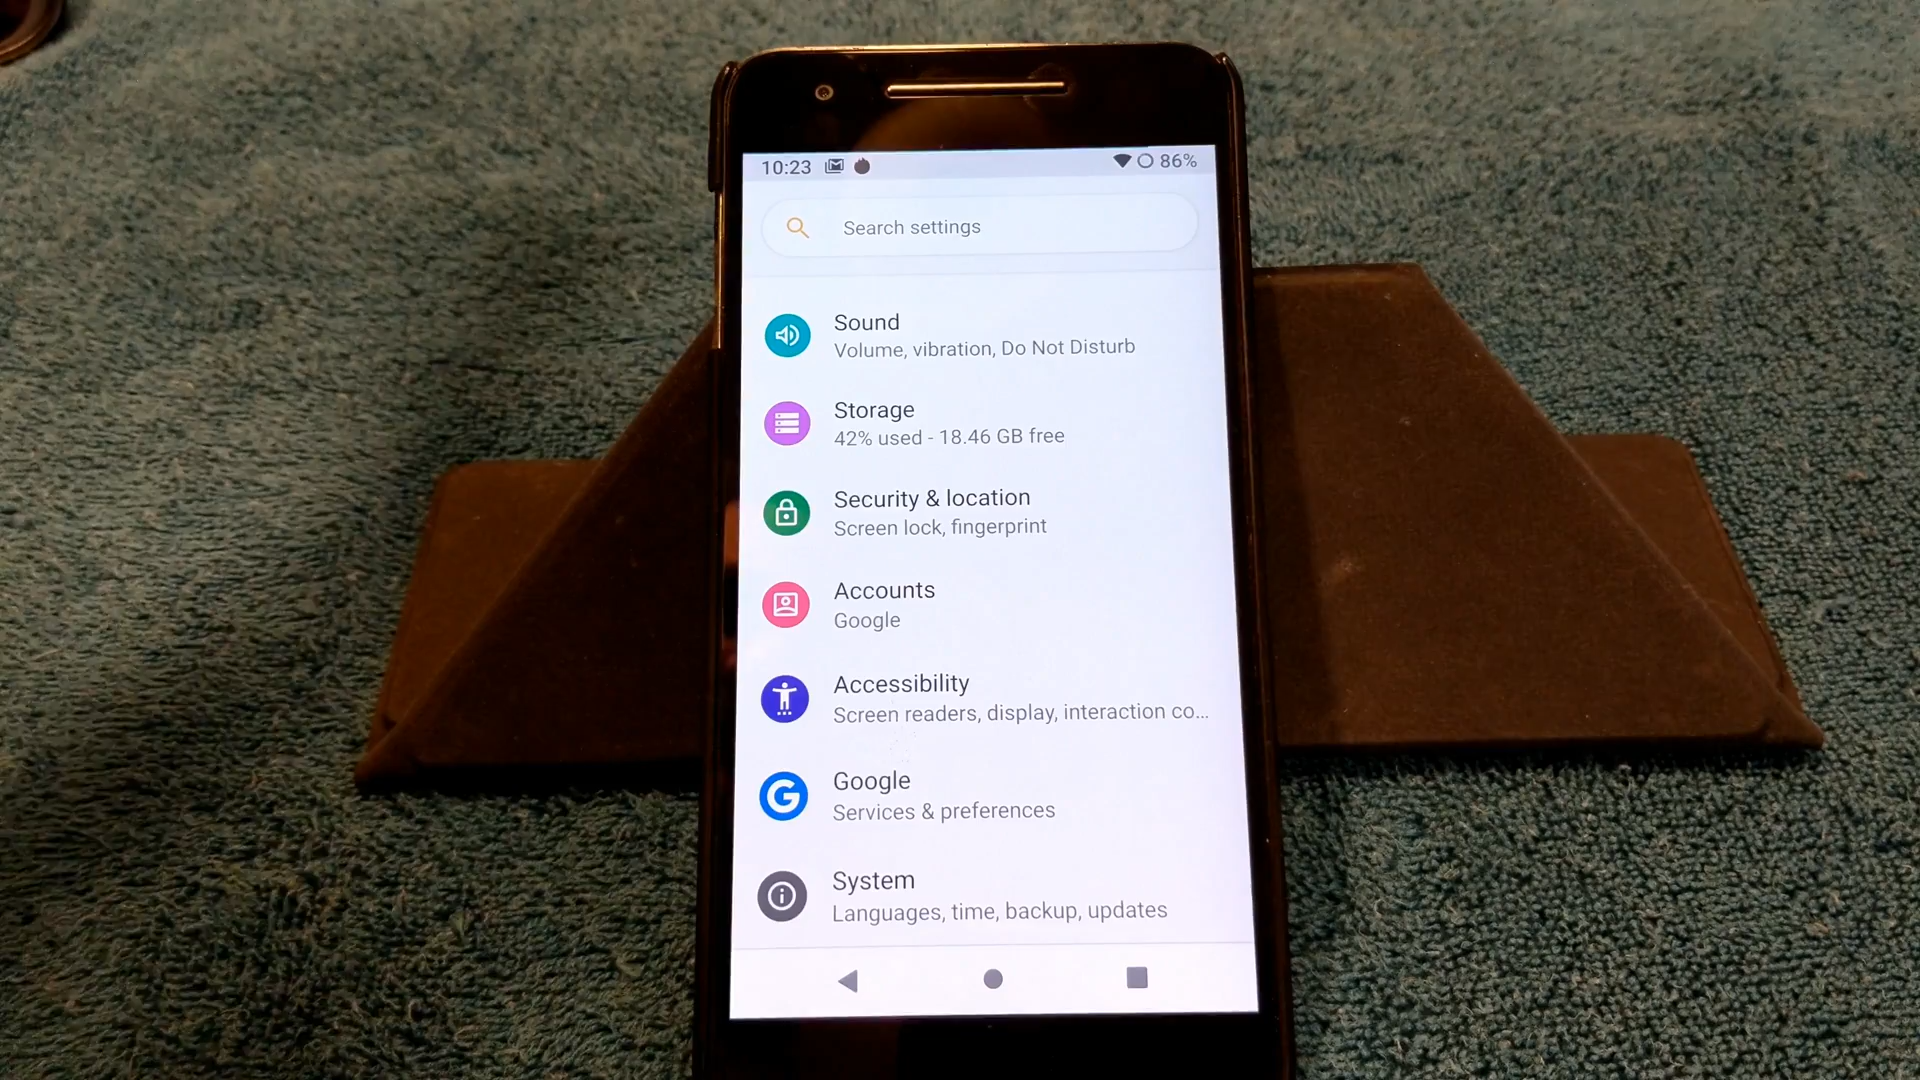 10:23 86%
Search settings
Sound
Volume, vibration, Do Not Disturb
Storage
42% used - 18.46 GB free
Security & location
Screen lock, fingerprint
Accounts
Google
Accessibility
Screen readers, display, interaction co...
Google
Services & preferences
System
Languages, time, backup, updates